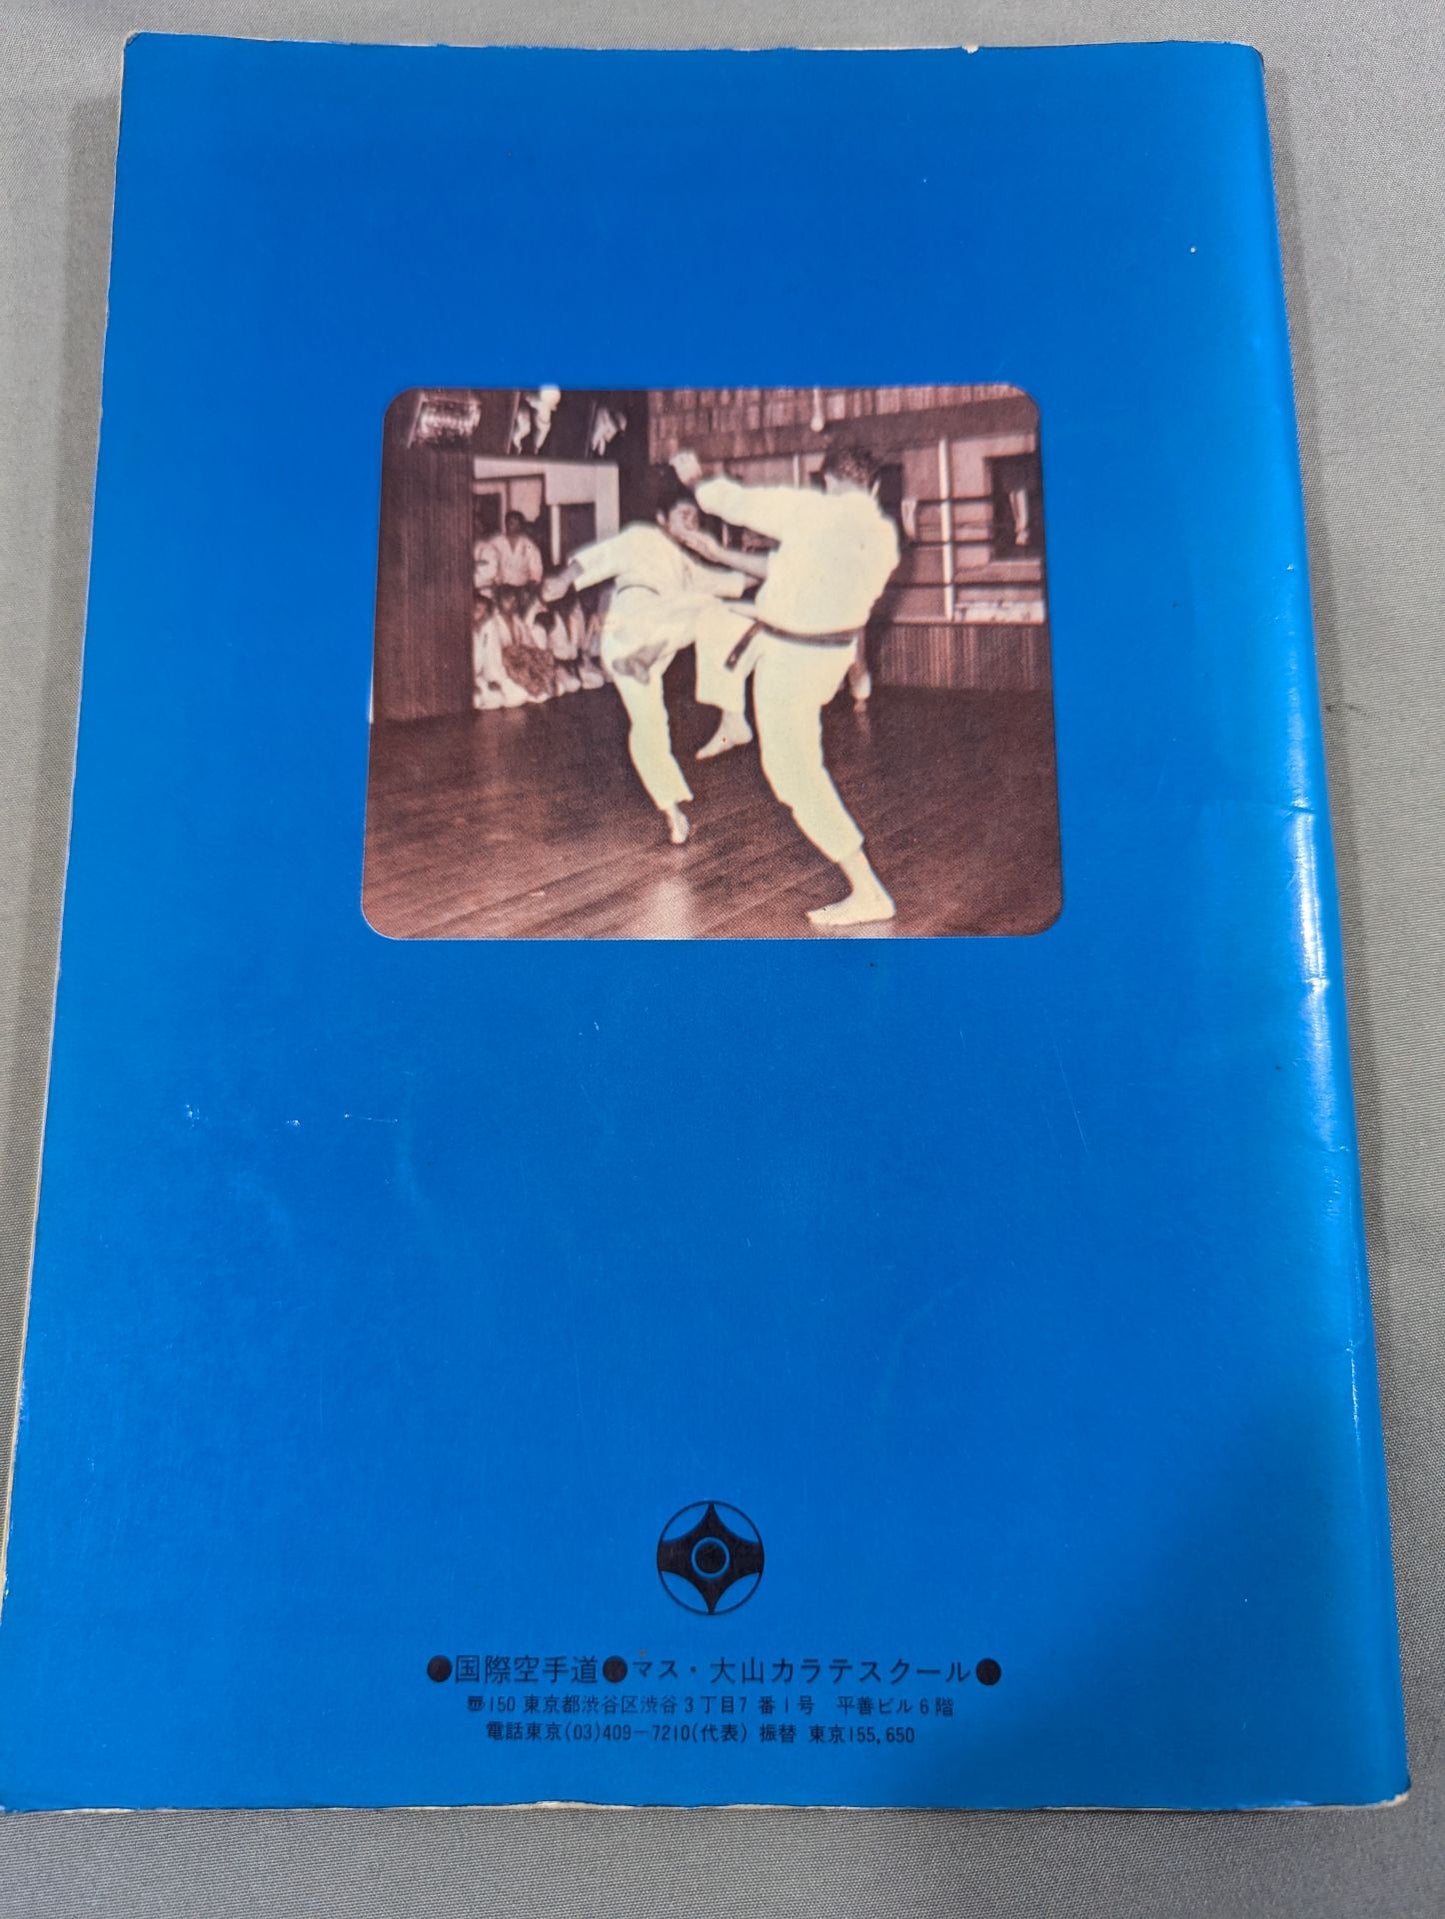 ●国際空手道●マス・大山カラテスクール●
〠150 東京都渋谷区渋谷3丁目7番1号 平善ビル6階
電話東京(03)409−7210(代表) 振替 東京155,650